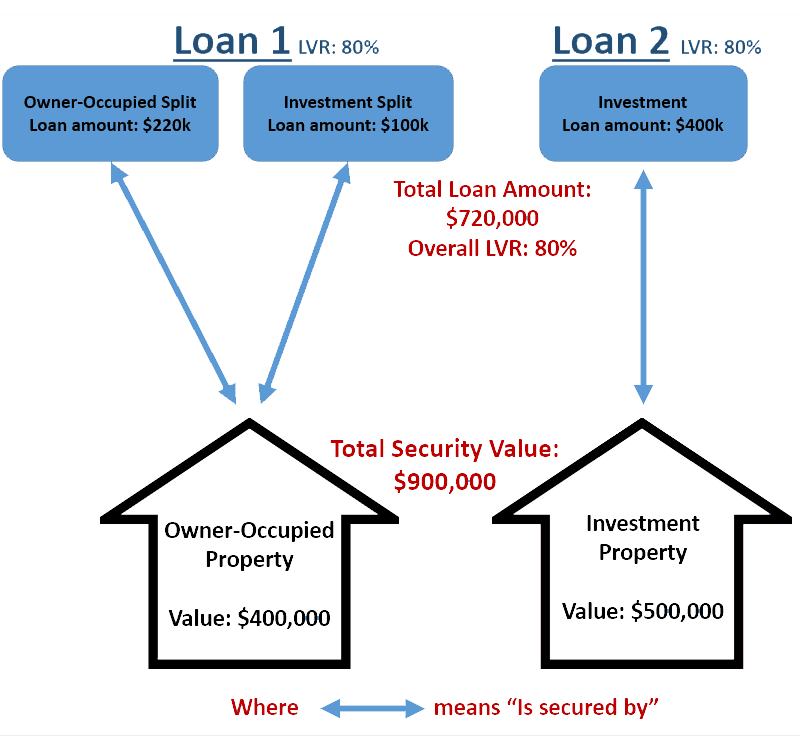 Loan 1 LVR: 80%
Loan 2 LVR: 80%
Owner-Occupied Split
Loan amount: $220k
Investment Split
Loan amount: $100k
Investment
Loan amount: $400k
Total Loan Amount:
$720,000
Overall LVR: 80%
Total Security Value:
$900,000
Owner-Occupied
Property
Value: $400,000
Investment
Property
Value: $500,000
Where means “Is secured by”